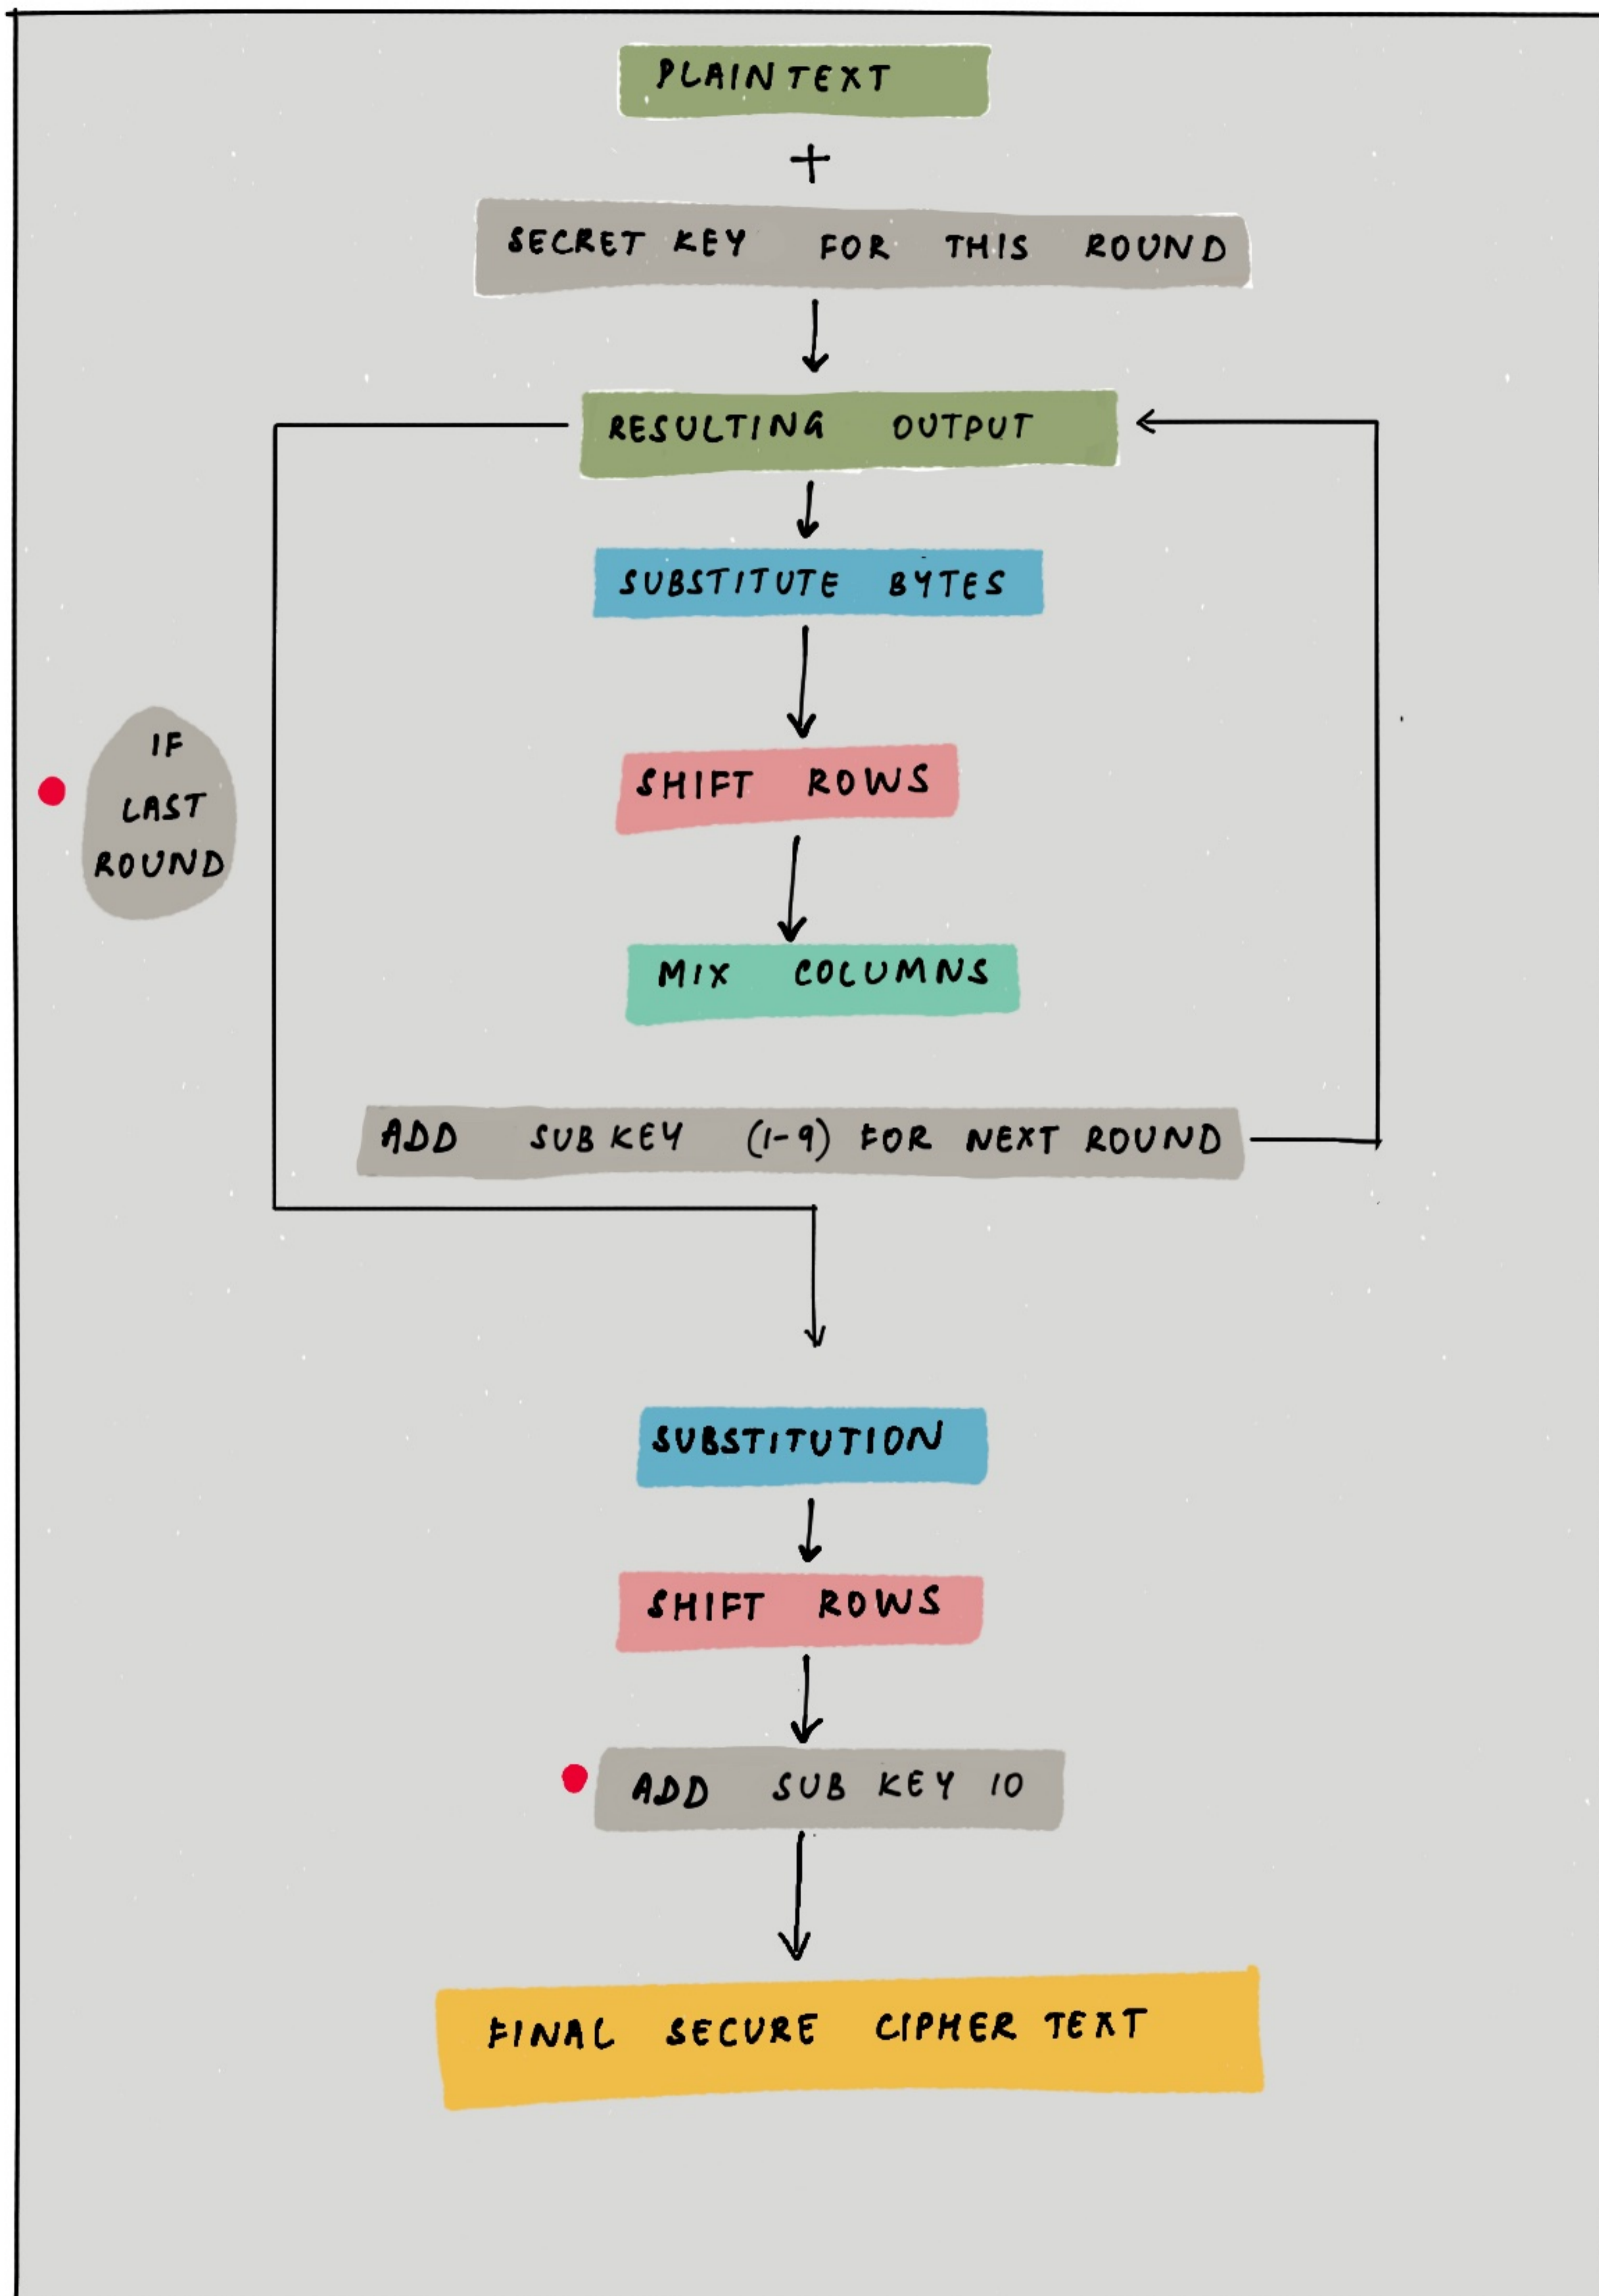 PLAINTEXT
+
SECRET KEY FOR THIS ROUND
RESULTING OUTPUT
SUBSTITUTE BYTES
IF
LAST
ROUND
SHIFT ROWS
MIX COLUMNS
ADD SUB KEY (1-9) FOR NEXT ROUND
SUBSTITUTION
SHIFT ROWS
ADD SUB KEY 10
FINAL SECURE CIPHER TEXT